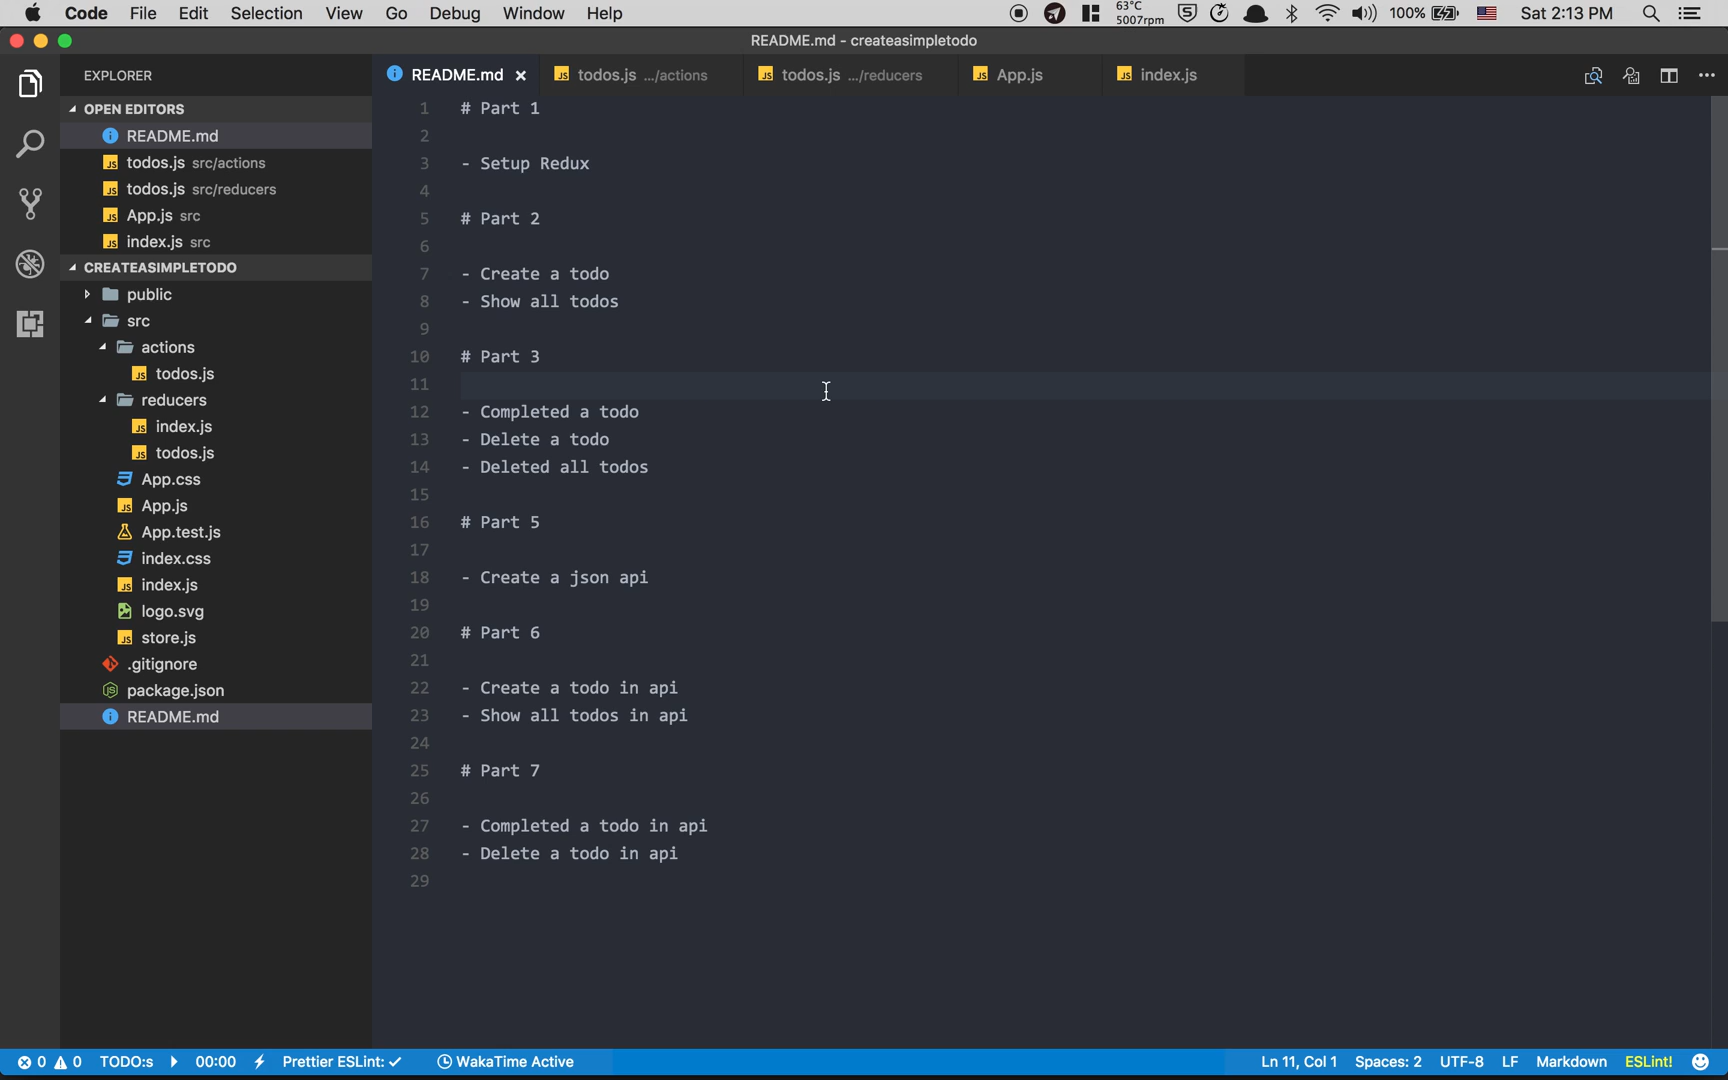 Code File Edit Selection View Go Debug Window Help 63°C 5007rpm 100% Sat 2:13 PM
README.md - createasimpletodo
EXPLORER
OPEN EDITORS
README.md
todos.js src/actions
todos.js src/reducers
App.js src
index.js src
CREATEASIMPLETODO
public
src
actions
todos.js
reducers
index.js
todos.js
App.css
App.js
App.test.js
index.css
index.js
logo.svg
store.js
.gitignore
package.json
README.md
README.md × todos.js .../actions todos.js .../reducers App.js index.js
1 # Part 1
2
3 - Setup Redux
4
5 # Part 2
6
7 - Create a todo
8 - Show all todos
9
10 # Part 3
11
12 - Completed a todo
13 - Delete a todo
14 - Deleted all todos
15
16 # Part 5
17
18 - Create a json api
19
20 # Part 6
21
22 - Create a todo in api
23 - Show all todos in api
24
25 # Part 7
26
27 - Completed a todo in api
28 - Delete a todo in api
29
0 0 TODO:s 00:00 Prettier ESLint: ✓ WakaTime Active Ln 11, Col 1 Spaces: 2 UTF-8 LF Markdown ESLint!